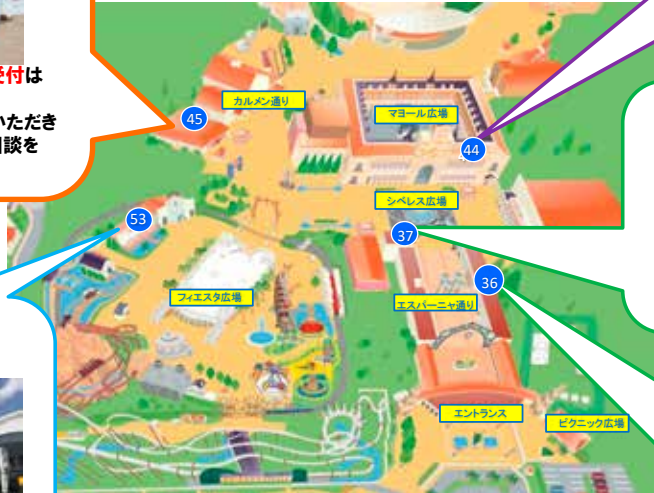 受付は
いただき
相談を
カルメン通り
マヨール広場
45
44
シベレス広場
53
37
フィエスタ広場
36
エスパーニャ通り
エントランス
ピクニック広場